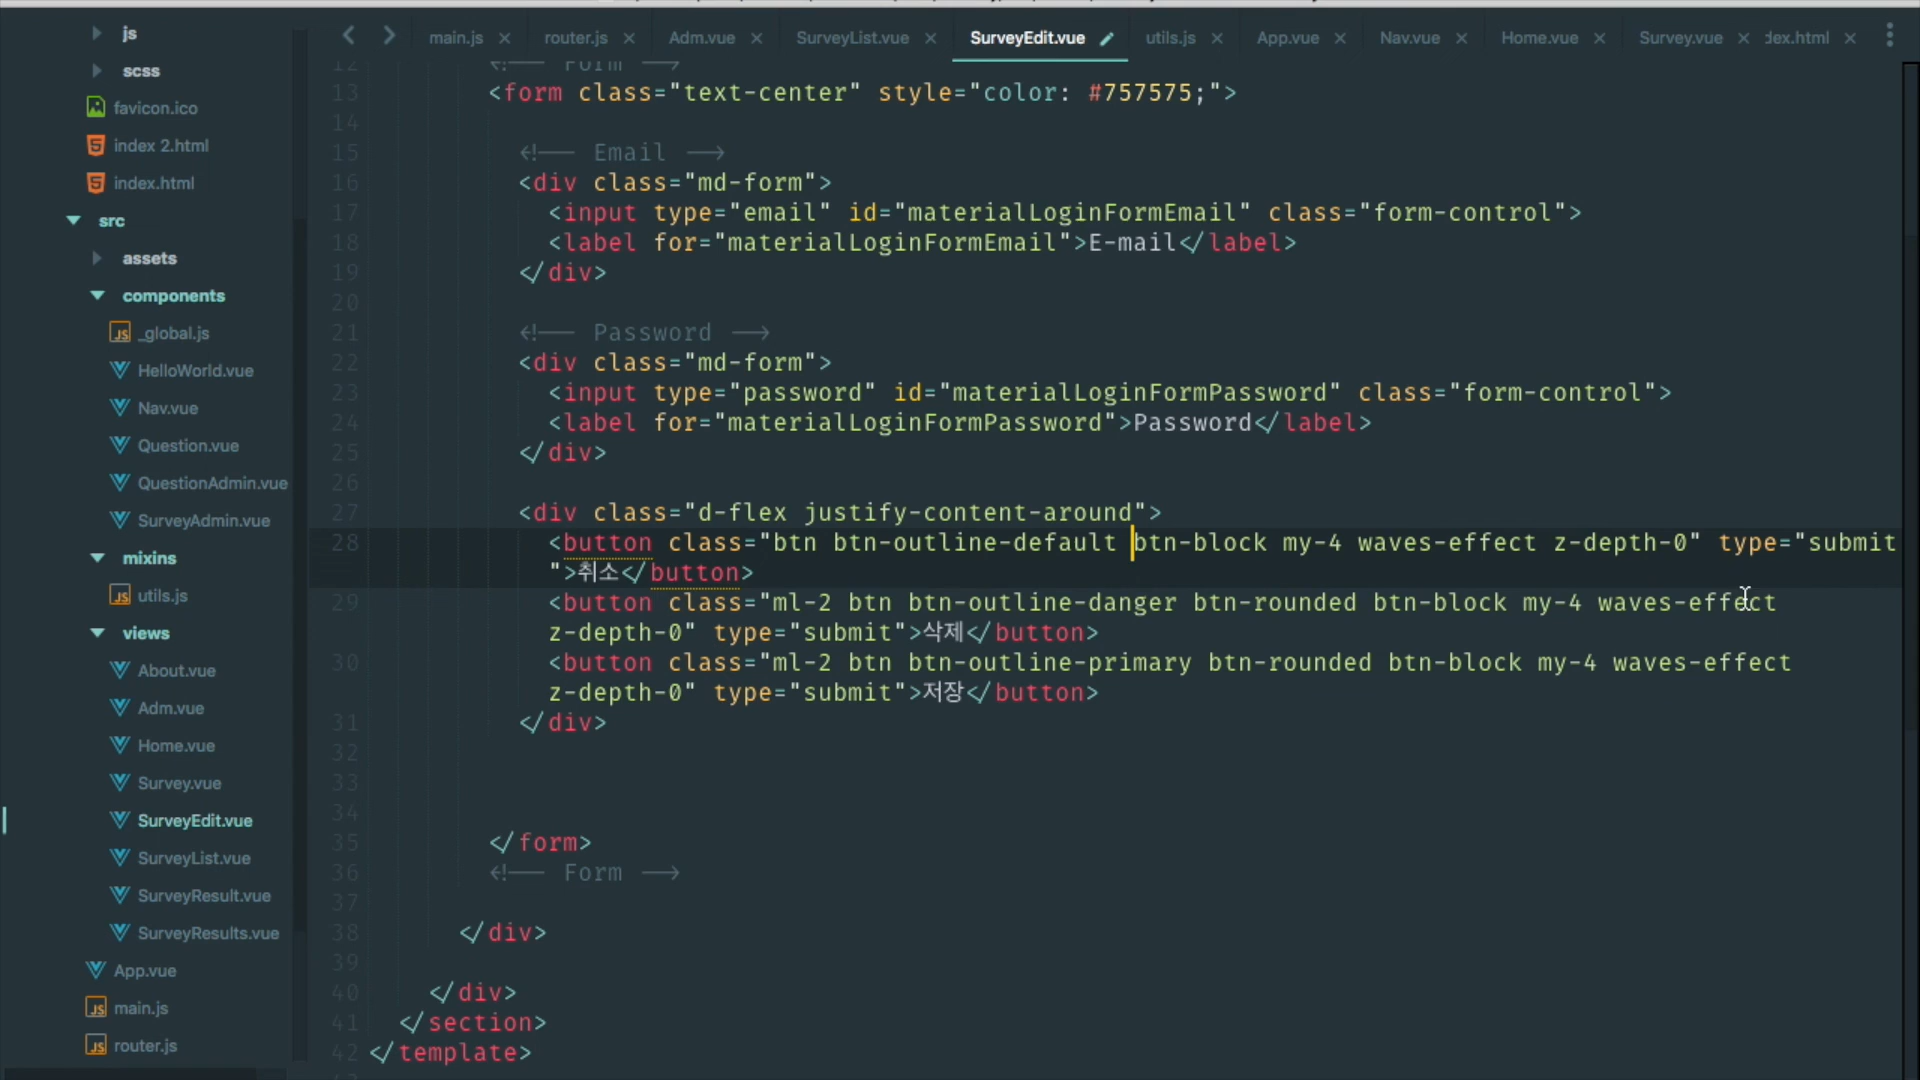 js
scss
favicon.ico
index 2.html
index.html
src
assets
components
_global.js
HelloWorld.vue
Nav.vue
Question.vue
QuestionAdmin.vue
SurveyAdmin.vue
mixins
utils.js
views
About.vue
Adm.vue
Home.vue
Survey.vue
SurveyEdit.vue
SurveyList.vue
SurveyResult.vue
SurveyResults.vue
App.vue
main.js
router.js
main.js × router.js × Adm.vue × SurveyList.vue × SurveyEdit.vue utils.js × App.vue × Nav.vue × Home.vue × Survey.vue × dex.html ×
12 <!-- Form -->
13 <form class="text-center" style="color: #757575;">
14
15 <!-- Email -->
16 <div class="md-form">
17 <input type="email" id="materialLoginFormEmail" class="form-control">
18 <label for="materialLoginFormEmail">E-mail</label>
19 </div>
20
21 <!-- Password -->
22 <div class="md-form">
23 <input type="password" id="materialLoginFormPassword" class="form-control">
24 <label for="materialLoginFormPassword">Password</label>
25 </div>
26
27 <div class="d-flex justify-content-around">
28 <button class="btn btn-outline-default btn-block my-4 waves-effect z-depth-0" type="submit
">취소</button>
29 <button class="ml-2 btn btn-outline-danger btn-rounded btn-block my-4 waves-effect
z-depth-0" type="submit">삭제</button>
30 <button class="ml-2 btn btn-outline-primary btn-rounded btn-block my-4 waves-effect
z-depth-0" type="submit">저장</button>
31 </div>
32
33
34
35 </form>
36 <!-- Form -->
37
38 </div>
39
40 </div>
41 </section>
42 </template>